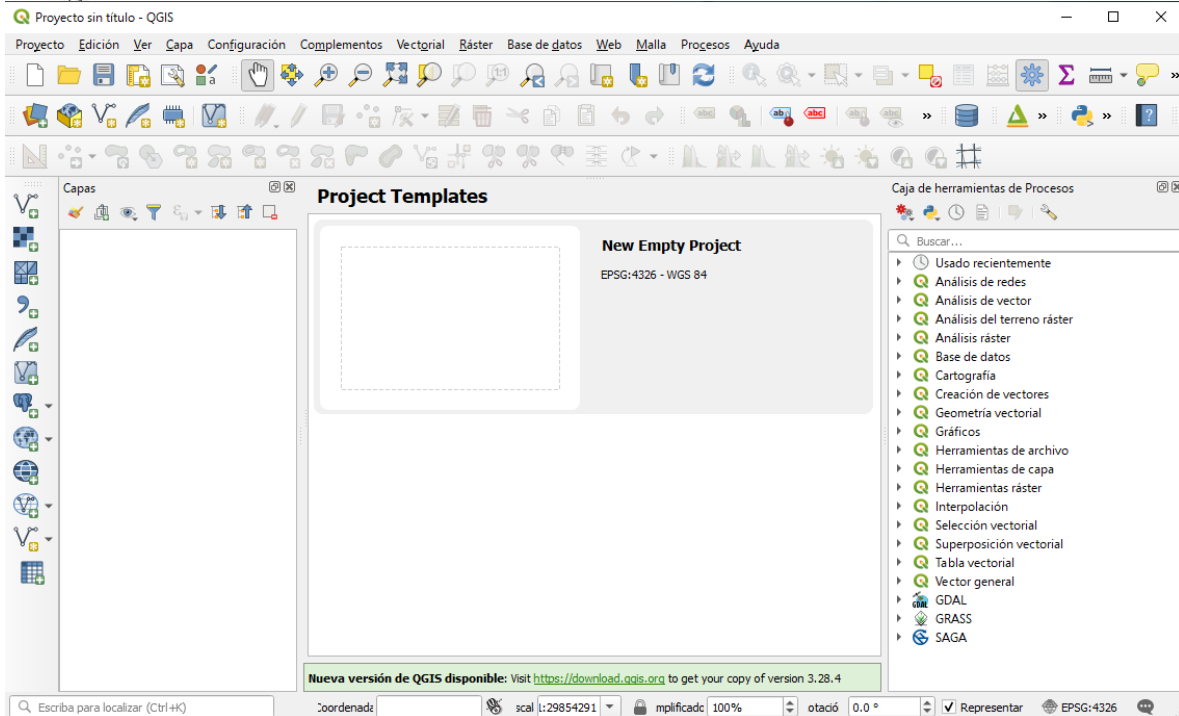 Proyecto sin título - QGIS
Proyecto Edición Ver Capa Configuración Complementos Vectorial Ráster Base de datos Web Malla Procesos Ayuda
Capas
Project Templates
New Empty Project
EPSG:4326 - WGS 84
Nueva versión de QGIS disponible: Visit https://download.qgis.org to get your copy of version 3.28.4
Caja de herramientas de Procesos
Buscar...
Usado recientemente
Análisis de redes
Análisis de vector
Análisis del terreno ráster
Análisis ráster
Base de datos
Cartografía
Creación de vectores
Geometría vectorial
Gráficos
Herramientas de archivo
Herramientas de capa
Herramientas ráster
Interpolación
Selección vectorial
Superposición vectorial
Tabla vectorial
Vector general
GDAL
GRASS
SAGA
Escriba para localizar (Ctrl+K) Coordenada scal 1:29854291 mplificadc 100% otació 0.0 ° Representar EPSG:4326